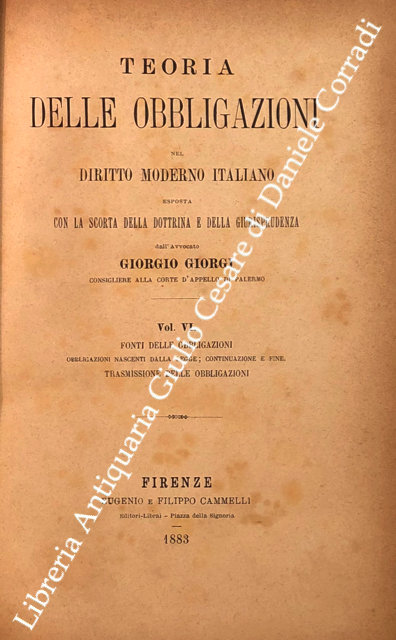 TEORIA
DELLE OBBLIGAZIONI
NEL
DIRITTO MODERNO ITALIANO
ESPOSTA
CON LA SCORTA DELLA DOTTRINA E DELLA GIURISPRUDENZA
dall'Avvocato
GIORGIO GIORGI
CONSIGLIERE ALLA CORTE D'APPELLO DI PALERMO
Vol. VI.
FONTI DELLE OBBLIGAZIONI
OBBLIGAZIONI NASCENTI DALLA LEGGE; CONTINUAZIONE E FINE.
TRASMISSIONE DELLE OBBLIGAZIONI
FIRENZE
EUGENIO E FILIPPO CAMMELLI
Editori-Librai - Piazza della Signoria
1883
Libreria Antiquaria Giulio Cesare di Daniele Corradi